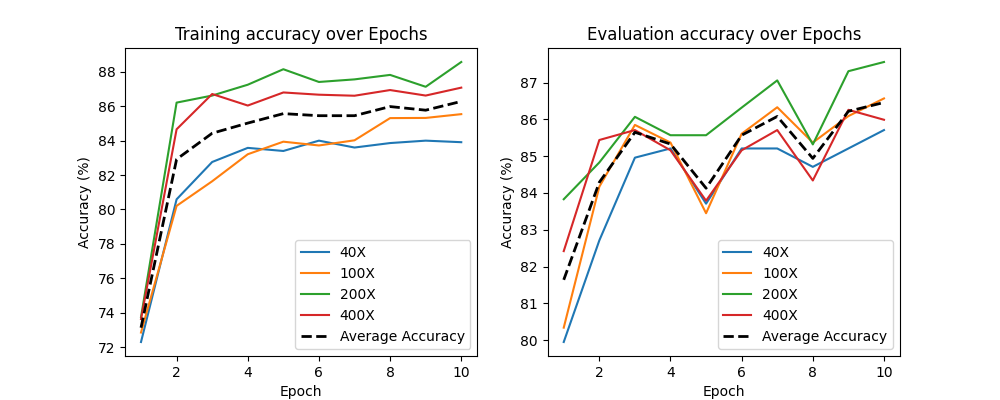 Training accuracy over Epochs
Accuracy (%)
88
86
84
82
80
78
76
74
72
2
4
6
8
10
Epoch
40X
100X
200X
400X
Average Accuracy
Evaluation accuracy over Epochs
Accuracy (%)
87
86
85
84
83
82
81
80
2
4
6
8
10
Epoch
40X
100X
200X
400X
Average Accuracy